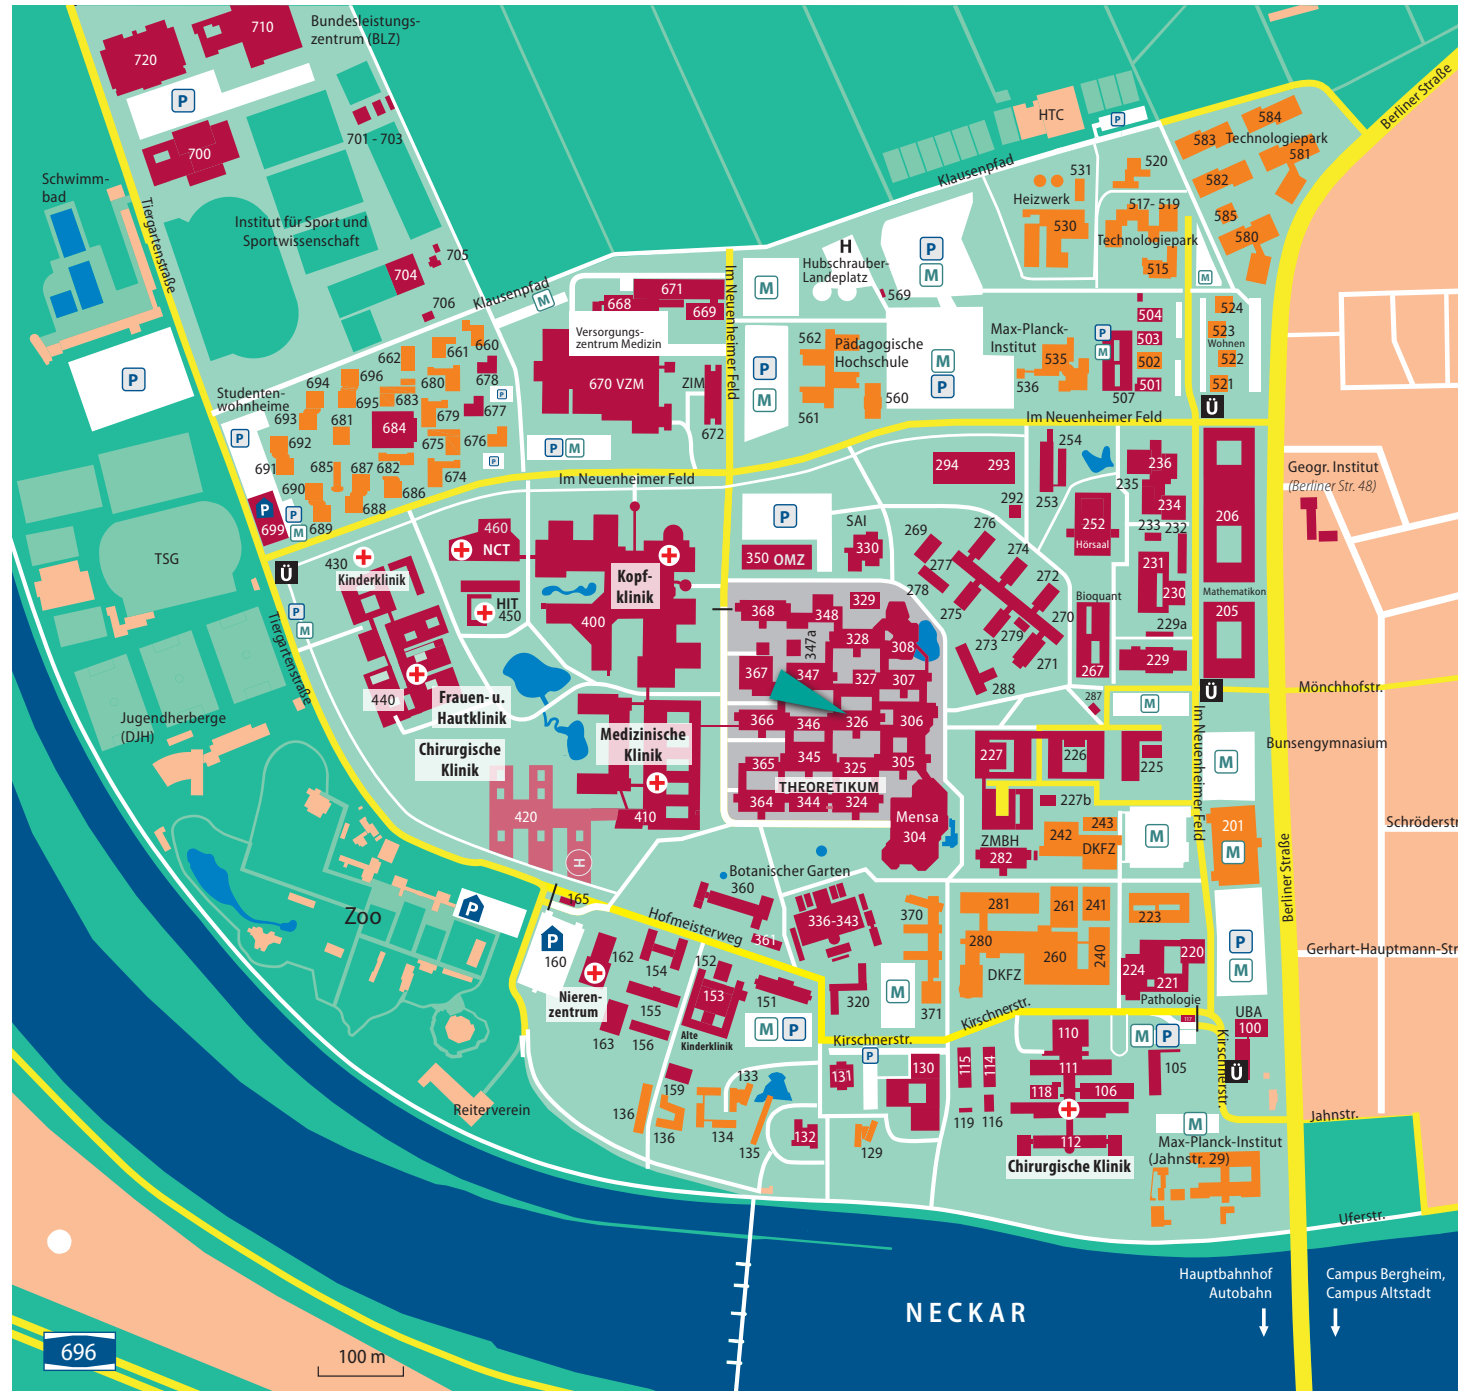 Bundesleistungs-
zentrum (BLZ)
710
720
P
700
701 - 703
Schwimm-
bad
Tiergartenstraße
Institut für Sport und
Sportwissenschaft
704
705
706
Klausenpfad
M
P
HTC
P
Klausenpfad
Berliner Straße
584
583
Technologiepark
581
582
585
580
520
531
Heizwerk
530
517- 519
Technologiepark
515
M
H
Hubschrauber-
Landeplatz
569
P
M
671
668
669
Versorgungs-
zentrum Medizin
670 VZM
ZIM
672
Im Neuenheimer Feld
M
P
M
562
Pädagogische
Hochschule
561
560
M
P
Max-Planck-
Institut
535
536
P
M
507
504
503
502
501
524
523
Wohnen
522
521
Ü
Im Neuenheimer Feld
Studenten-
wohnheime
660
661
662
696
694
695
680
683
678
677
P
693
681
684
679
675
676
P
692
691
685
687
682
674
690
686
688
689
P
699
P
M
P M
Im Neuenheimer Feld
TSG
Ü
P
M
Tiergartenstraße
430
Kinderklinik
460
NCT
HIT
450
Kopf-
klinik
400
440
Frauen- u.
Hautklinik
Chirurgische
Klinik
Medizinische
Klinik
420
410
H
P
SAI
350 OMZ
330
294
293
292
254
253
252
Hörsaal
236
235
234
233
232
231
230
229a
229
206
Mathematikon
205
Geogr. Institut
(Berliner Str. 48)
269
276
277
274
278
272
275
270
273
279
271
288
Bioquant
267
287
368
348
329
347a
328
308
367
347
327
307
366
346
326
306
365
345
325
305
THEORETIKUM
364
344
324
Mensa
304
Ü
Mönchhofstr.
M
Im Neuenheimer Feld
227
226
225
227b
ZMBH
282
242
243
DKFZ
M
M
201
M
Bunsengymnasium
Schröderstr
Berliner Straße
Jugendherberge
(DJH)
Zoo
P
165
P
160
Hofmeisterweg
Botanischer Garten
360
361
336-343
370
371
281
261
241
223
280
260
240
DKFZ
220
224
221
Pathologie
P
M
Gerhart-Hauptmann-Str
162
Nieren-
zentrum
154
152
153
151
155
163
156
Alte
Kinderklinik
M P
320
M
Kirschnerstr.
Kirschnerstr.
P
159
133
136
136
134
135
131
130
132
129
115
114
119
116
110
111
118
106
112
Chirurgische Klinik
M P
117
105
UBA
100
Kirschnerstr.
Ü
M
Jahnstr.
Max-Planck-Institut
(Jahnstr. 29)
Uferstr.
Reiterverein
NECKAR
Hauptbahnhof
Autobahn
Campus Bergheim,
Campus Altstadt
696
100 m